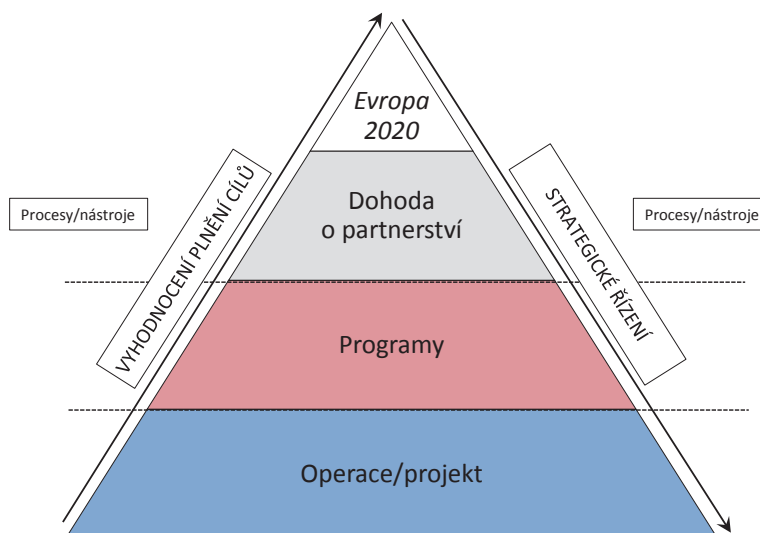 Evropa
2020
Dohoda
o partnerství
Programy
Operace/projekt
Procesy/nástroje
VYHODNOCENÍ PLNĚNÍ CÍLŮ
STRATEGICKÉ ŘÍZENÍ
Procesy/nástroje